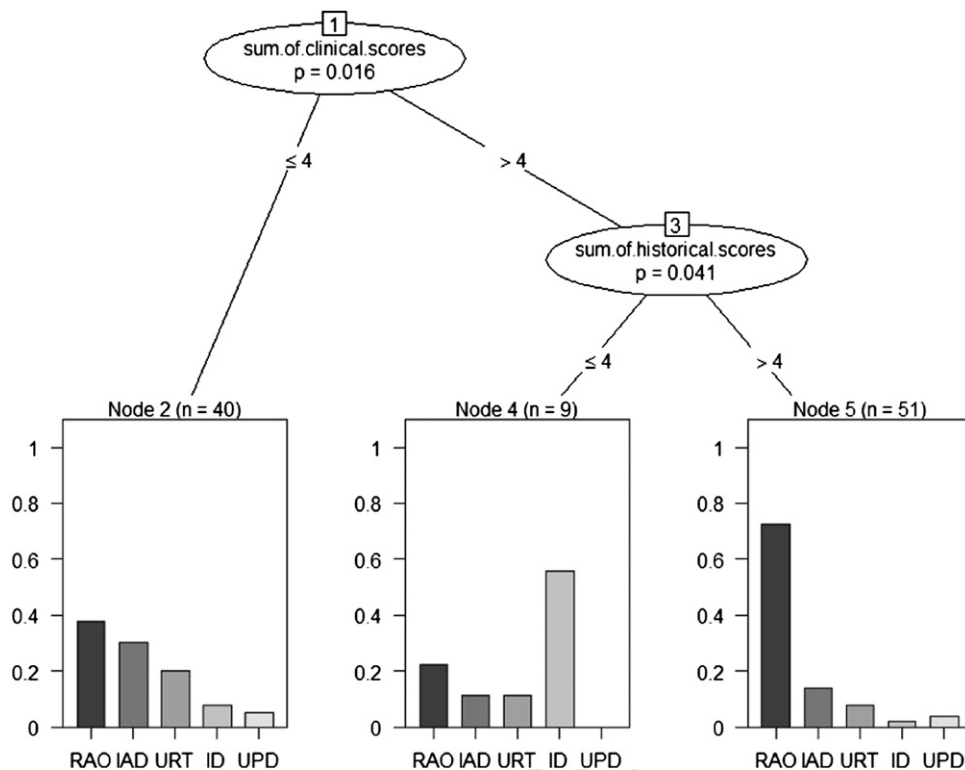 1
sum.of.clinical.scores
p = 0.016
≤ 4
> 4
3
sum.of.historical.scores
p = 0.041
≤ 4
> 4
Node 2 (n = 40)
1
0.8
0.6
0.4
0.2
0
RAO IAD URT ID UPD
Node 4 (n = 9)
1
0.8
0.6
0.4
0.2
0
RAO IAD URT ID UPD
Node 5 (n = 51)
1
0.8
0.6
0.4
0.2
0
RAO IAD URT ID UPD